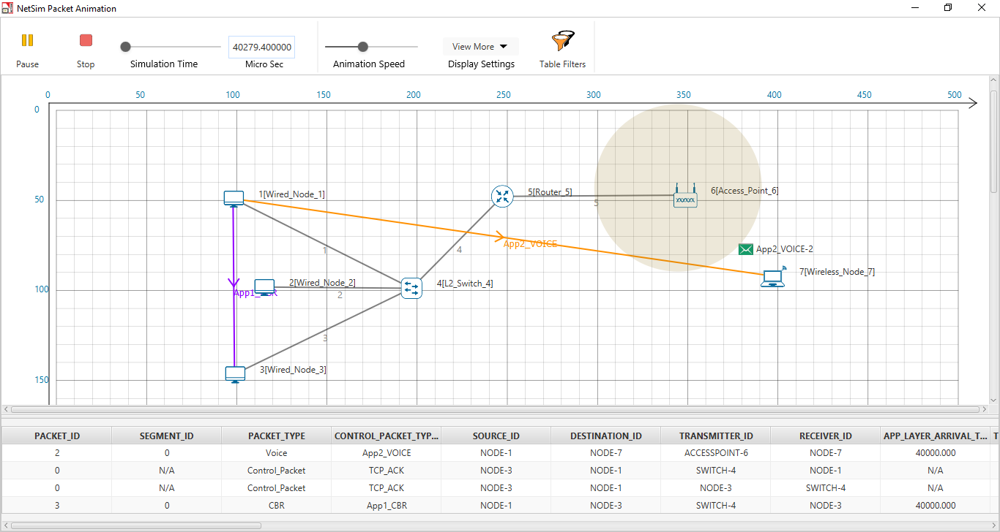 NetSim Packet Animation
Pause
Stop
Simulation Time
40279.400000
Micro Sec
Animation Speed
View More
Display Settings
Table Filters
0 50 100 150 200 250 300 350 400 450 500
0
50
100
150
1[Wired_Node_1]
5[Router_5]
6[Access_Point_6]
5
App2_VOICE
1
4
App2_VOICE-2
7[Wireless_Node_7]
2[Wired_Node_2]
4[L2_Switch_4]
App1_CBR
2
3
3[Wired_Node_3]
PACKET_ID SEGMENT_ID PACKET_TYPE CONTROL_PACKET_TYP... SOURCE_ID DESTINATION_ID TRANSMITTER_ID RECEIVER_ID APP_LAYER_ARRIVAL_T... T
2 0 Voice App2_VOICE NODE-1 NODE-7 ACCESSPOINT-6 NODE-7 40000.000
0 N/A Control_Packet TCP_ACK NODE-3 NODE-1 SWITCH-4 NODE-1 N/A
0 N/A Control_Packet TCP_ACK NODE-3 NODE-1 NODE-3 SWITCH-4 N/A
3 0 CBR App1_CBR NODE-1 NODE-3 SWITCH-4 NODE-3 40000.000